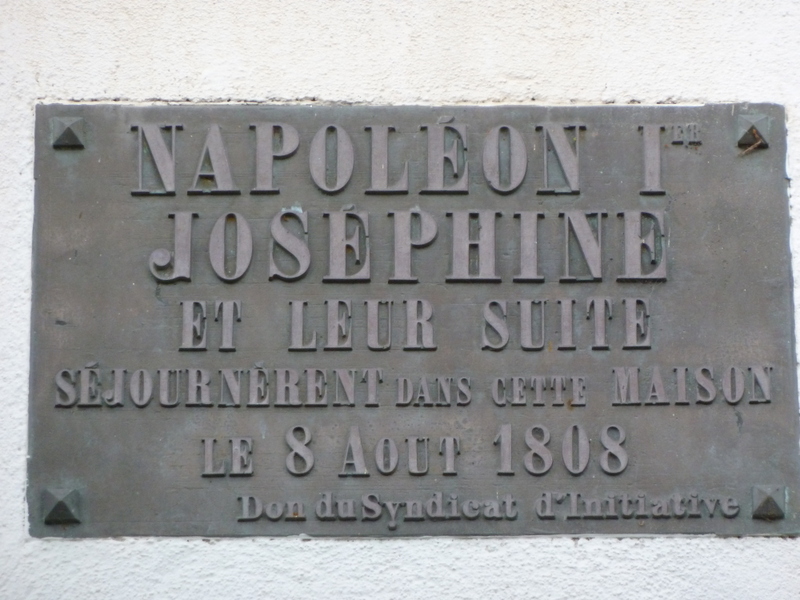 NAPOLÉON IER
JOSÉPHINE
ET LEUR SUITE
SÉJOURNÈRENT DANS CETTE MAISON
LE 8 AOUT 1808
Don du Syndicat d'Initiative